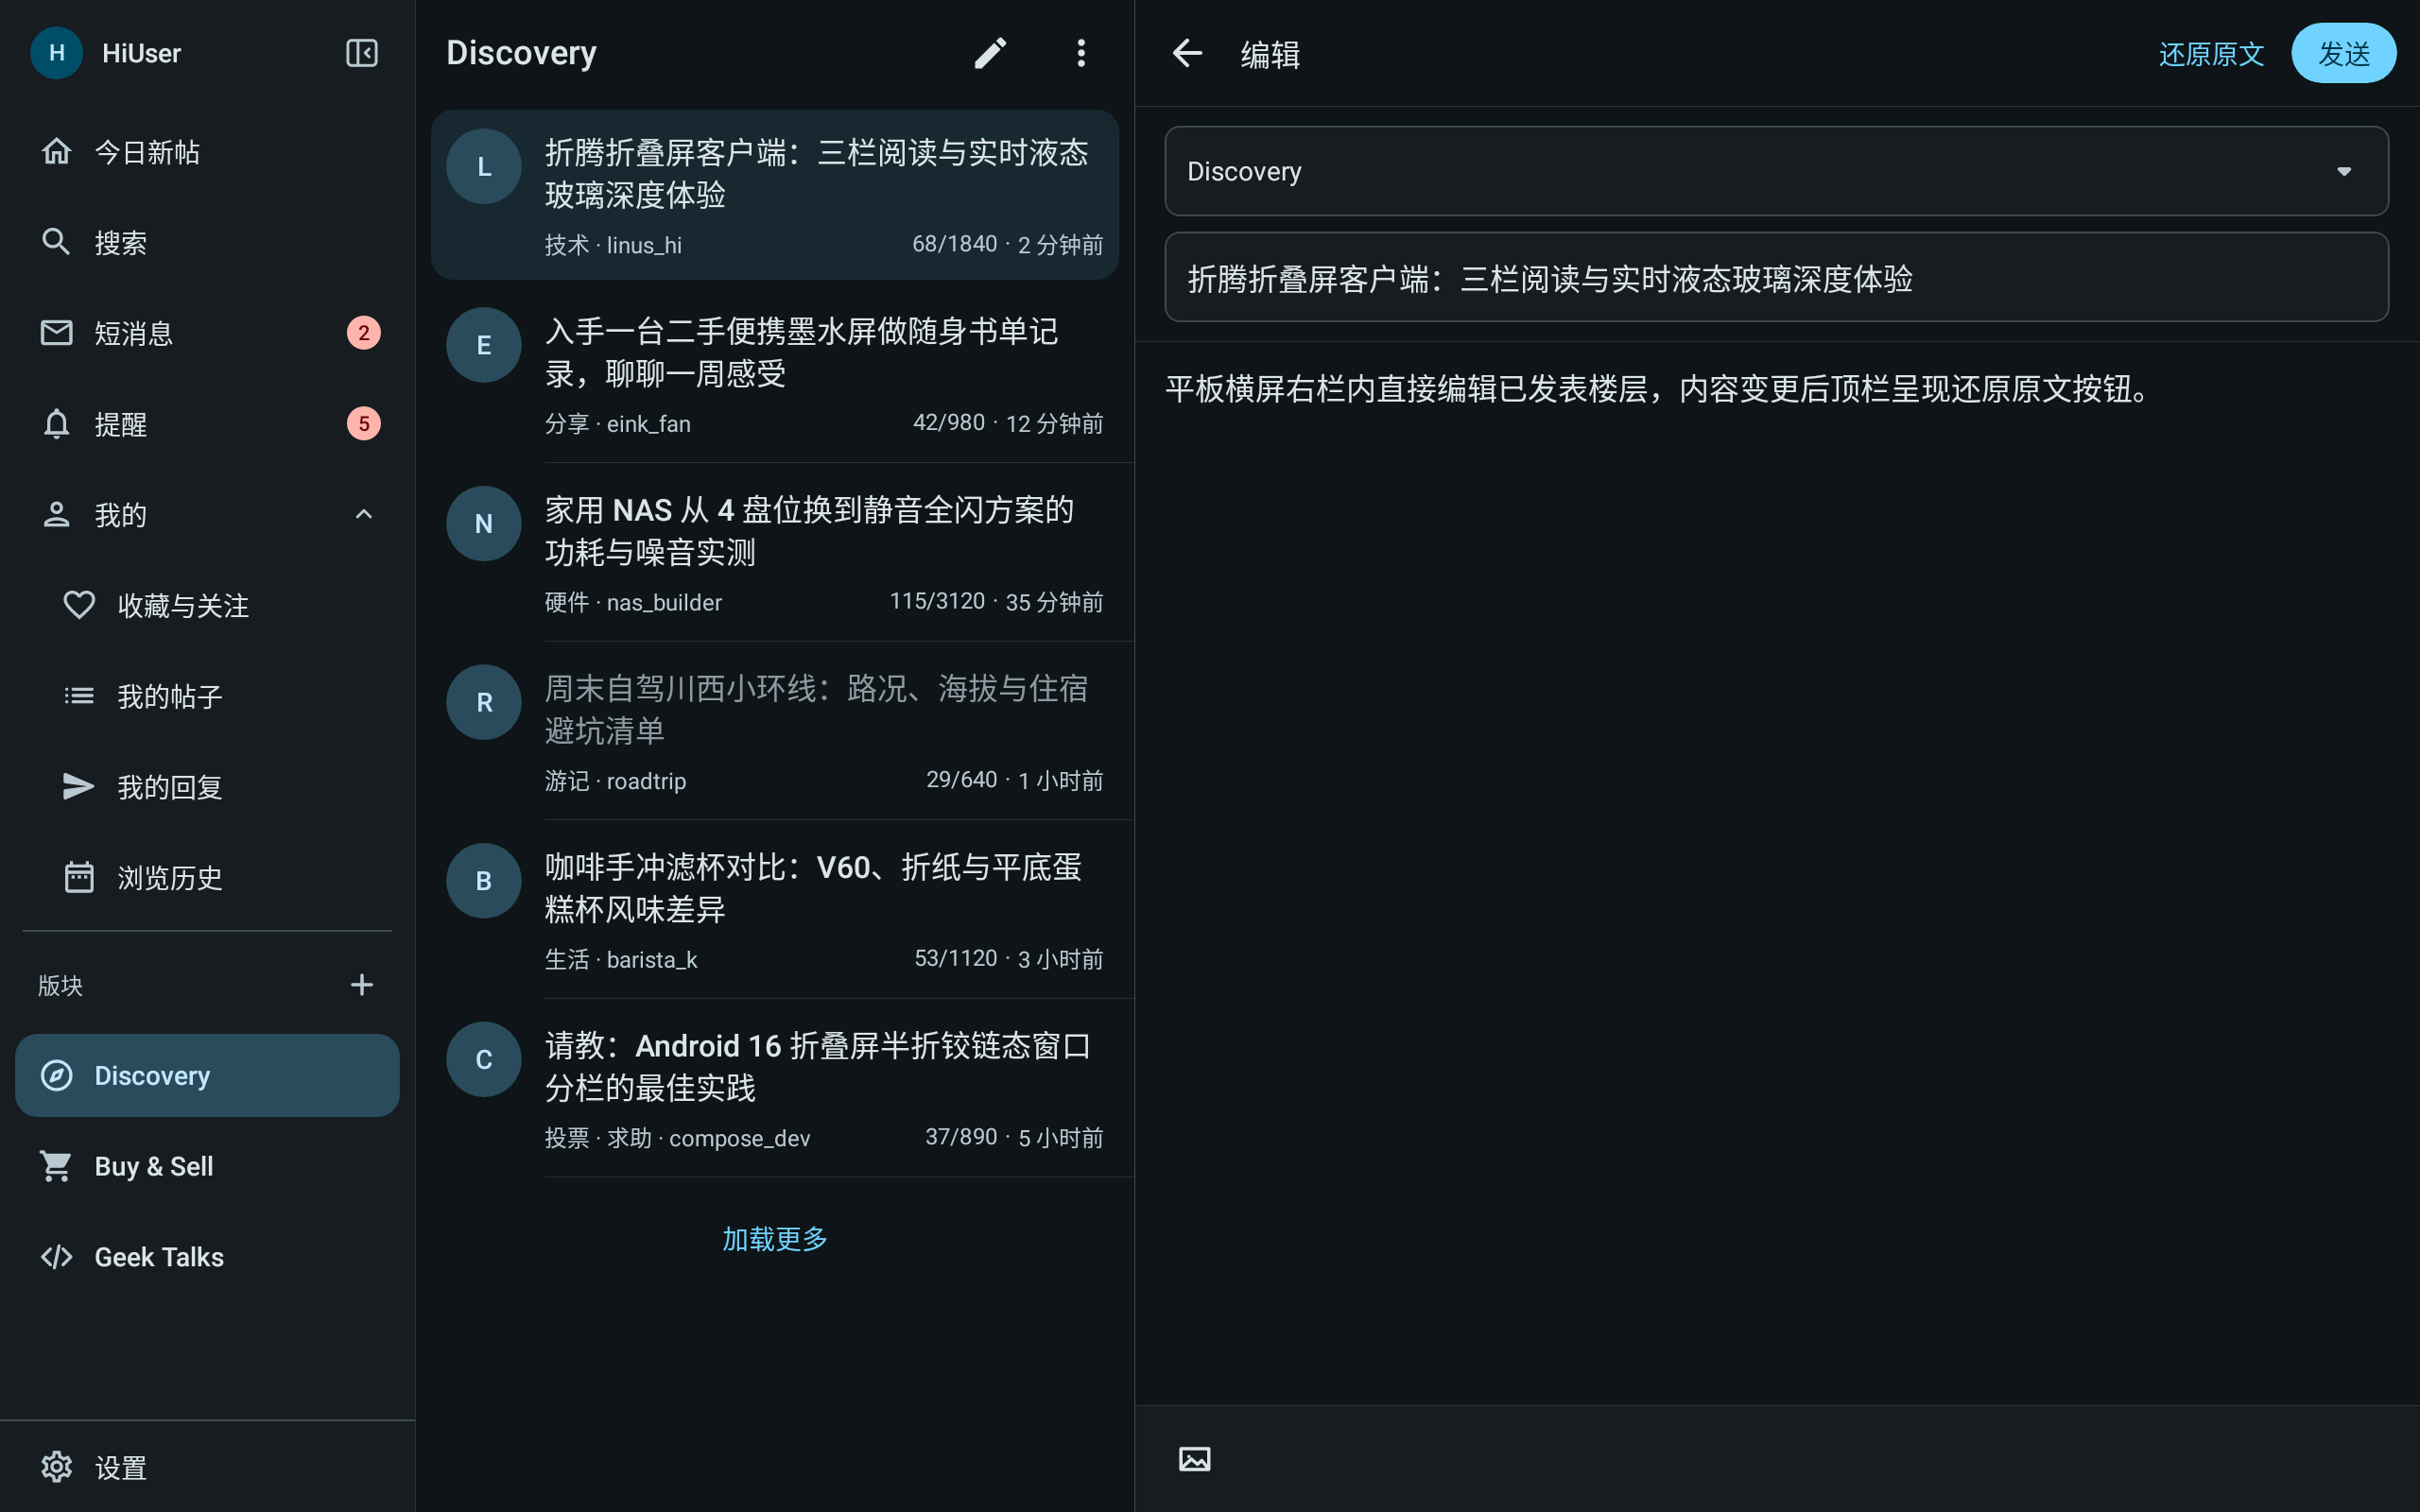 H
HiUser
今日新帖
搜索
短消息
2
提醒
5
我的
收藏与关注
我的帖子
我的回复
浏览历史
版块
Discovery
Buy & Sell
Geek Talks
设置
Discovery
L
折腾折叠屏客户端：三栏阅读与实时液态
玻璃深度体验
技术 · linus_hi
68/1840 · 2 分钟前
E
入手一台二手便携墨水屏做随身书单记
录，聊聊一周感受
分享 · eink_fan
42/980 · 12 分钟前
N
家用 NAS 从 4 盘位换到静音全闪方案的
功耗与噪音实测
硬件 · nas_builder
115/3120 · 35 分钟前
R
周末自驾川西小环线：路况、海拔与住宿
避坑清单
游记 · roadtrip
29/640 · 1 小时前
B
咖啡手冲滤杯对比：V60、折纸与平底蛋
糕杯风味差异
生活 · barista_k
53/1120 · 3 小时前
C
请教：Android 16 折叠屏半折铰链态窗口
分栏的最佳实践
投票 · 求助 · compose_dev
37/890 · 5 小时前
加载更多
编辑
还原原文
发送
Discovery
折腾折叠屏客户端：三栏阅读与实时液态玻璃深度体验
平板横屏右栏内直接编辑已发表楼层，内容变更后顶栏呈现还原原文按钮。